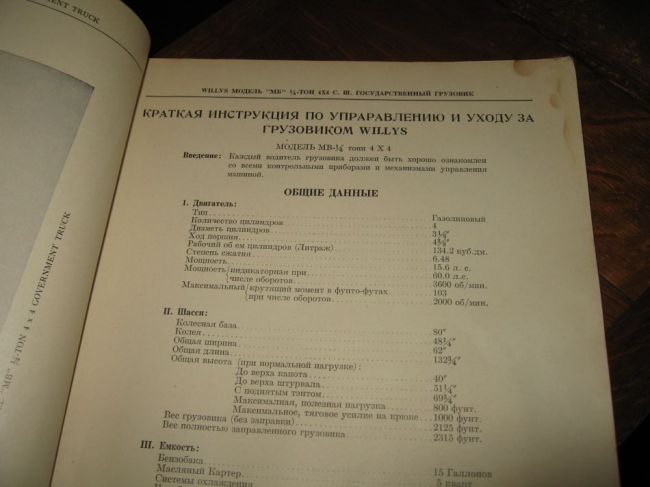 NMENT TRUCK
"MB" ¼-TON 4 x 4 GOVERNMENT TRUCK
WILLYS МОДЕЛЬ "МБ" ¼-ТОН 4X4 С. Ш. ГОСУДАРСТВЕННЫЙ ГРУЗОВИК
КРАТКАЯ ИНСТРУКЦИЯ ПО УПРАРАВЛЕНИЮ И УХОДУ ЗА
ГРУЗОВИКОМ WILLYS
МОДЕЛЬ МВ-¼ тонн 4 X 4
Введение: Каждый водитель грузовина должен быть хорошо ознакомлен
со всеми контрольными приборами и механизмами управления
машиной.
ОБЩИЕ ДАННЫЕ
I. Двигатель:
Тип Газолиновый
Количество цилиндров 4
Диаметь цилиндров 3⅛"
Ход поршня 4⅜"
Рабочий об ем цилиндров (Литраж) 134.2 куб.дм.
Степень сжатия 6.48
Мощность 15.6 л. с.
Мощность индикаторная при 60.0 л.с.
числе оборотов 3600 об/мин.
Максимальный крутящий момент в фунто-футах 103
при числе оборотов 2000 об/мин.
II. Шасси:
Колесная база 80"
Колея 48¼"
Общая ширина 62"
Общая длина 132¾"
Общая высота (при нормальной нагрузке):
До верха капота 40"
До верха штурвала 51¼"
С поднятым тэнтом 69¾"
Максимальная, полезная нагрузка 800 фунт.
Максимальное, тяговое усилие на крюке 1000 фунт.
Вес грузовика (без заправки) 2125 фунт.
Вес полностью заправленного грузовика 2315 фунт.
III. Емкость:
Бензобака 15 Галлонов
Масляный Картер 5 кварт
Системы охлаждения